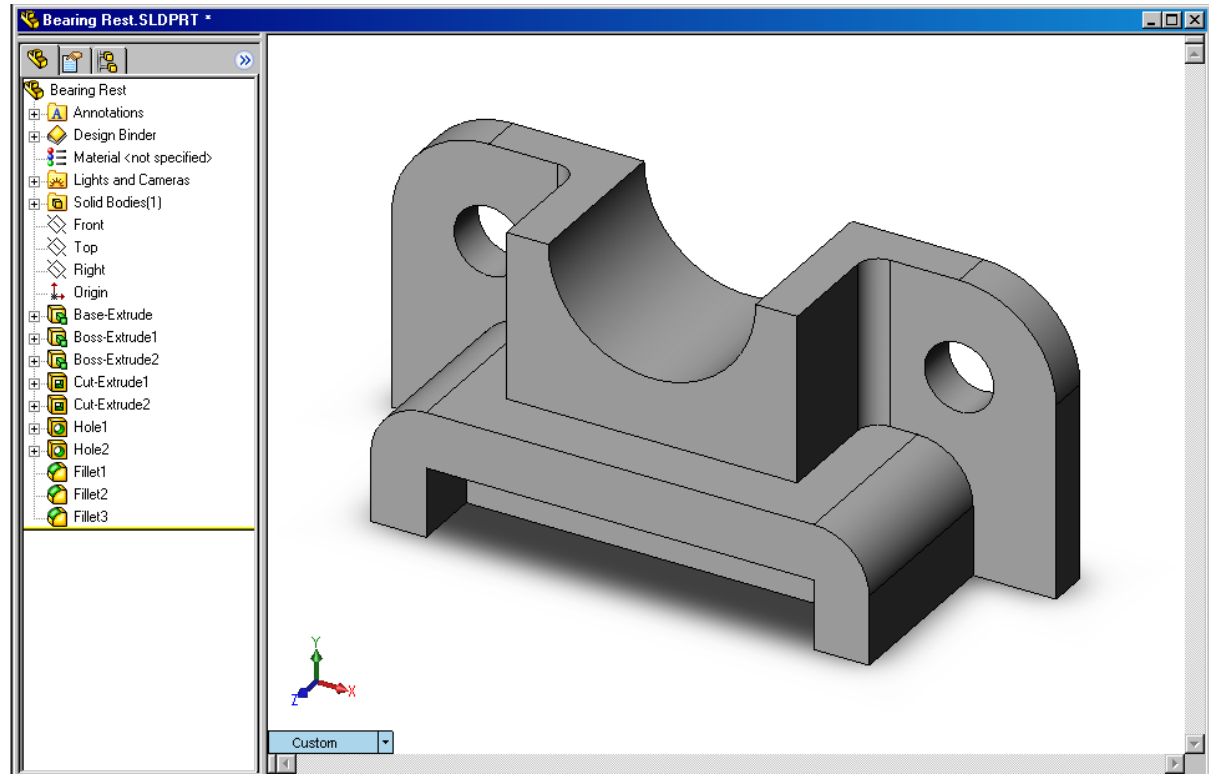 Bearing Rest.SLDPRT *
Bearing Rest
Annotations
Design Binder
Material <not specified>
Lights and Cameras
Solid Bodies(1)
Front
Top
Right
Origin
Base-Extrude
Boss-Extrude1
Boss-Extrude2
Cut-Extrude1
Cut-Extrude2
Hole1
Hole2
Fillet1
Fillet2
Fillet3
Y
X
Z
Custom